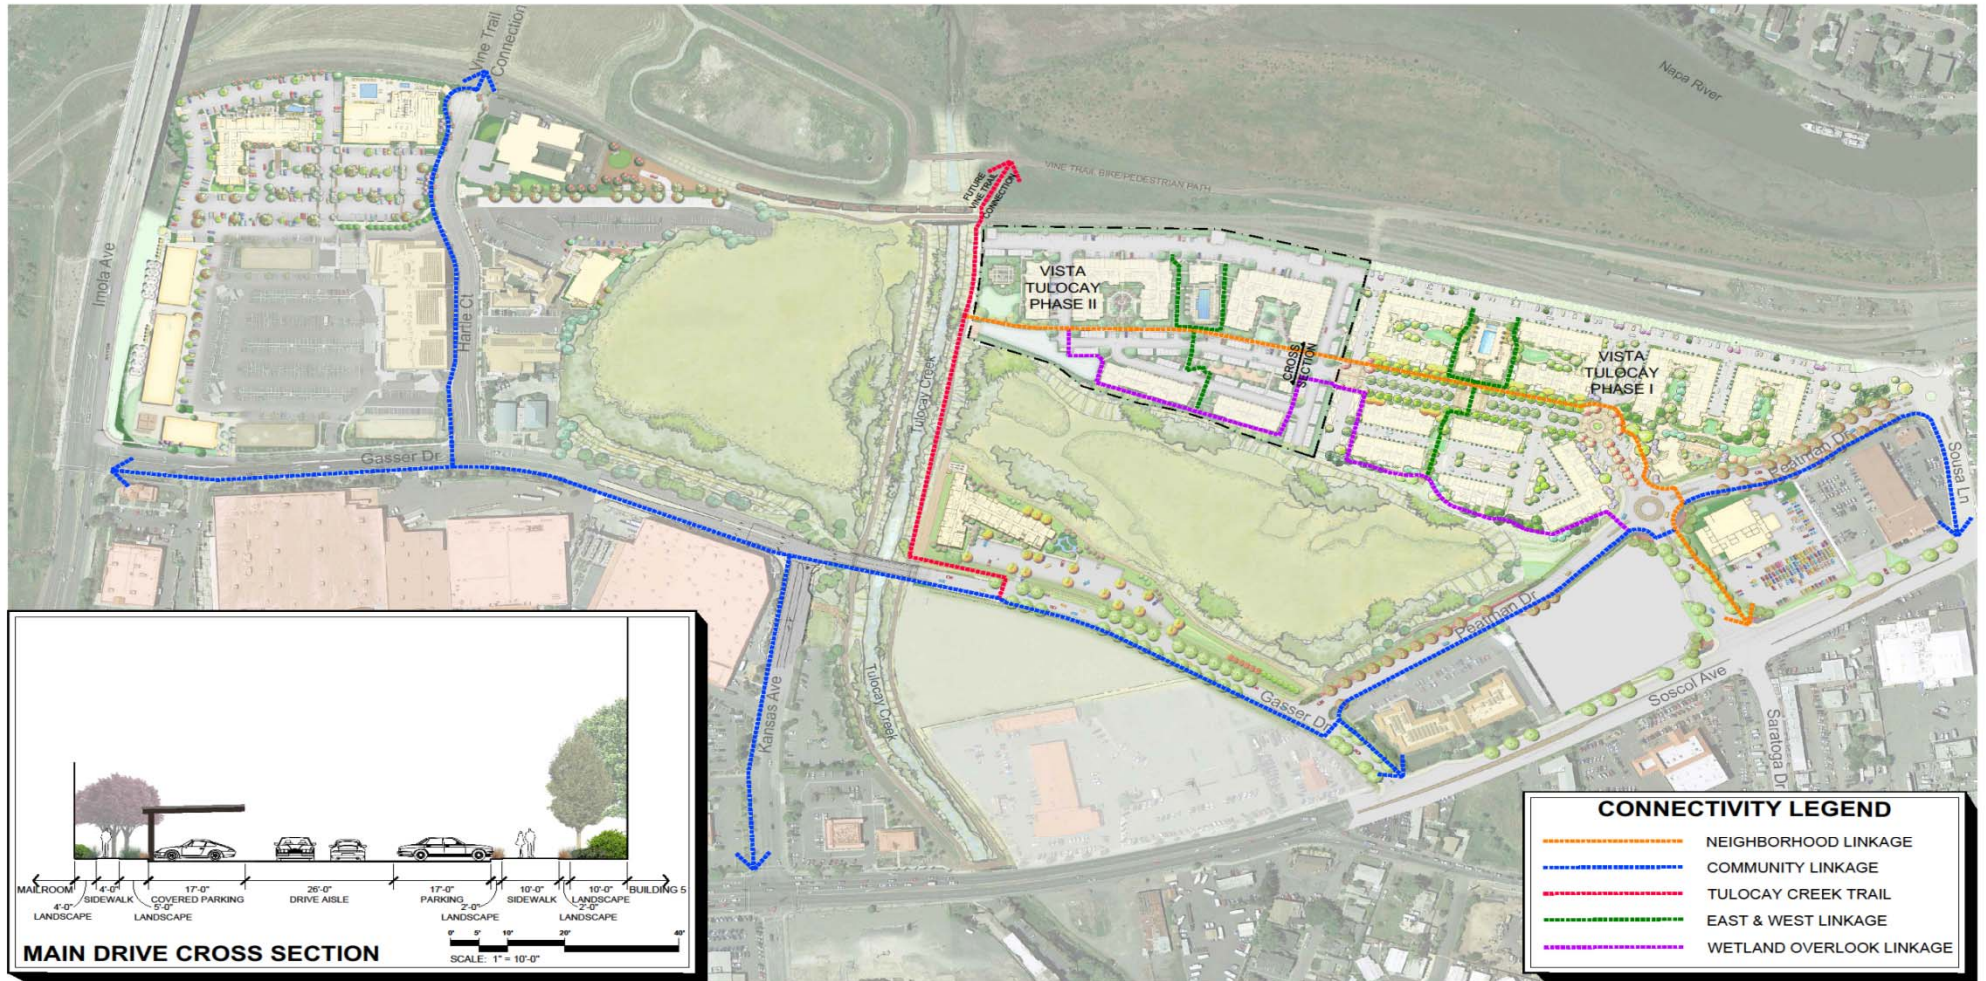 Vine Trail
Connection
Napa River
VINE TRAIL BIKE/PEDESTRIAN PATH
FUTURE
VINE TRAIL
CONNECTION
Imola Ave
Hartle Ct
Gasser Dr
Tulocay Creek
VISTA
TULOCAY
PHASE II
CROSS
SECTION
VISTA
TULOCAY
PHASE I
Peatman Dr
Sousa Ln
Peatman Dr
Kansas Ave
Tulocay Creek
Gasser Dr
Soscol Ave
Saratoga Dr
MAILROOM
4'-0"
LANDSCAPE
4'-0"
SIDEWALK
5'-0"
LANDSCAPE
17'-0"
COVERED PARKING
26'-0"
DRIVE AISLE
17'-0"
PARKING
2'-0"
LANDSCAPE
10'-0"
SIDEWALK
2'-0"
LANDSCAPE
10'-0"
LANDSCAPE
BUILDING 5
MAIN DRIVE CROSS SECTION
0' 5' 10' 20' 40'
SCALE: 1" = 10'-0"
CONNECTIVITY LEGEND
NEIGHBORHOOD LINKAGE
COMMUNITY LINKAGE
TULOCAY CREEK TRAIL
EAST & WEST LINKAGE
WETLAND OVERLOOK LINKAGE